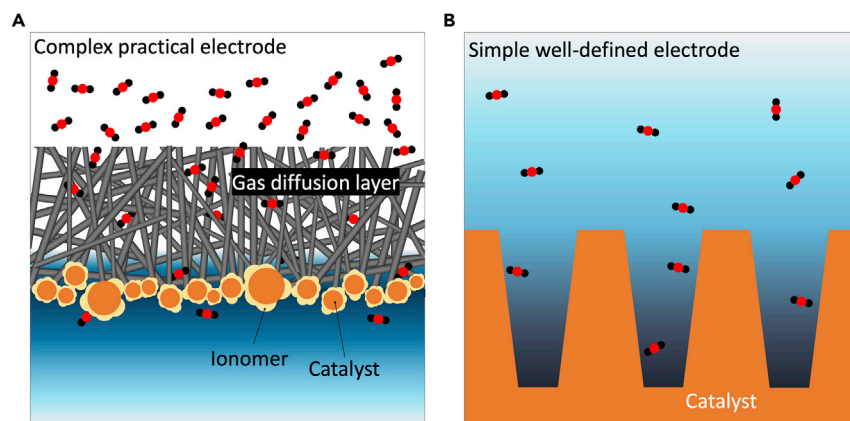 A
Complex practical electrode
Gas diffusion layer
Ionomer
Catalyst
B
Simple well-defined electrode
Catalyst